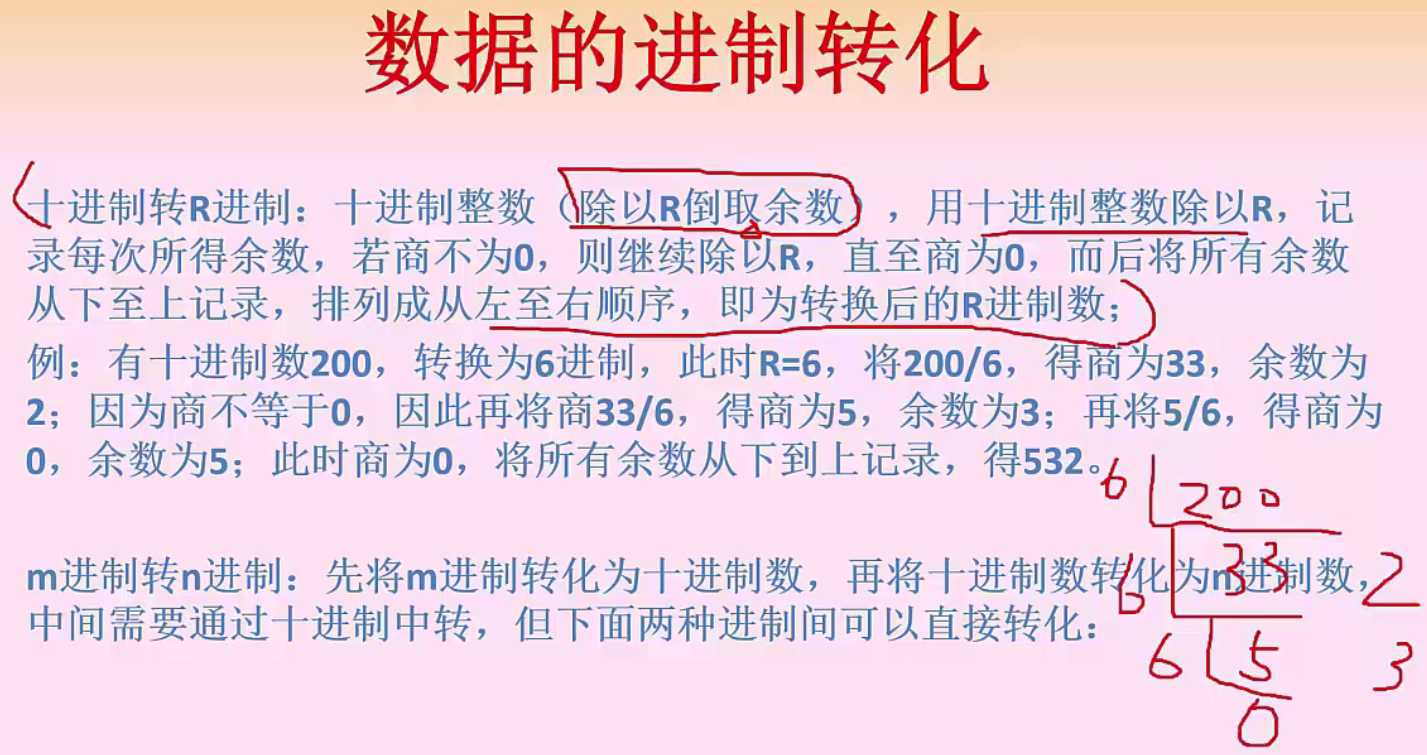 数据的进制转化
十进制转R进制：十进制整数（除以R倒取余数），用十进制整数除以R，记
录每次所得余数，若商不为0，则继续除以R，直至商为0，而后将所有余数
从下至上记录，排列成从左至右顺序，即为转换后的R进制数；
例：有十进制数200，转换为6进制，此时R=6，将200/6，得商为33，余数为
2；因为商不等于0，因此再将商33/6，得商为5，余数为3；再将5/6，得商为
0，余数为5；此时商为0，将所有余数从下到上记录，得532。
m进制转n进制：先将m进制转化为十进制数，再将十进制数转化为n进制数，
中间需要通过十进制中转，但下面两种进制间可以直接转化：
6 200
6 33 2
6 5 3
0